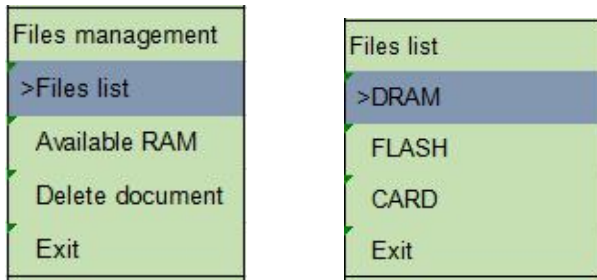 Files management
>Files list
Available RAM
Delete document
Exit
Files list
>DRAM
FLASH
CARD
Exit